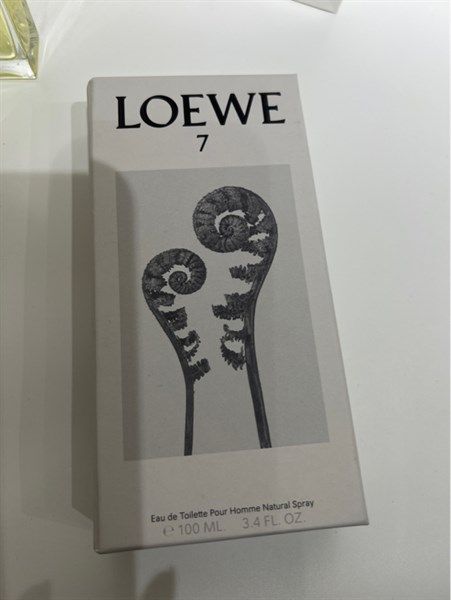 LOEWE
7
Eau de Toilette Pour Homme Natural Spray
℮ 100 ML. 3.4 FL. OZ.